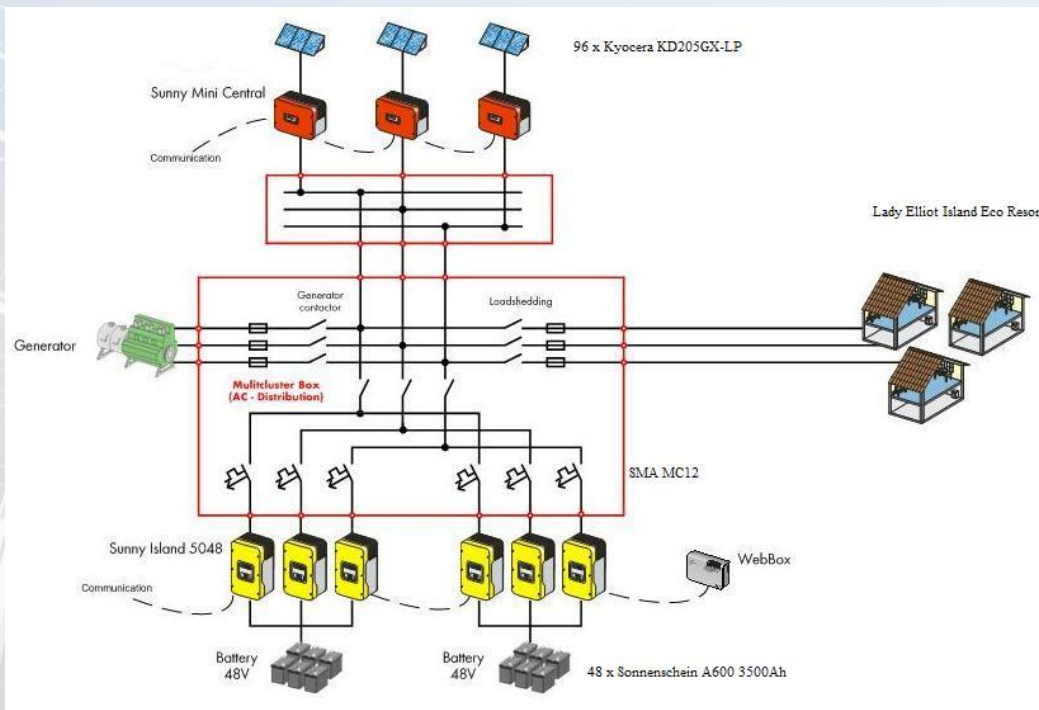 96 x Kyocera KD205GX-LP
Sunny Mini Central
Communication
Lady Elliot Island Eco Resor
Generator
contactor
Loadshedding
Generator
Mulitcluster Box
(AC - Distribution)
SMA MC12
Sunny Island 5048
WebBox
Communication
Battery
48V
Battery
48V
48 x Sonnenschein A600 3500Ah